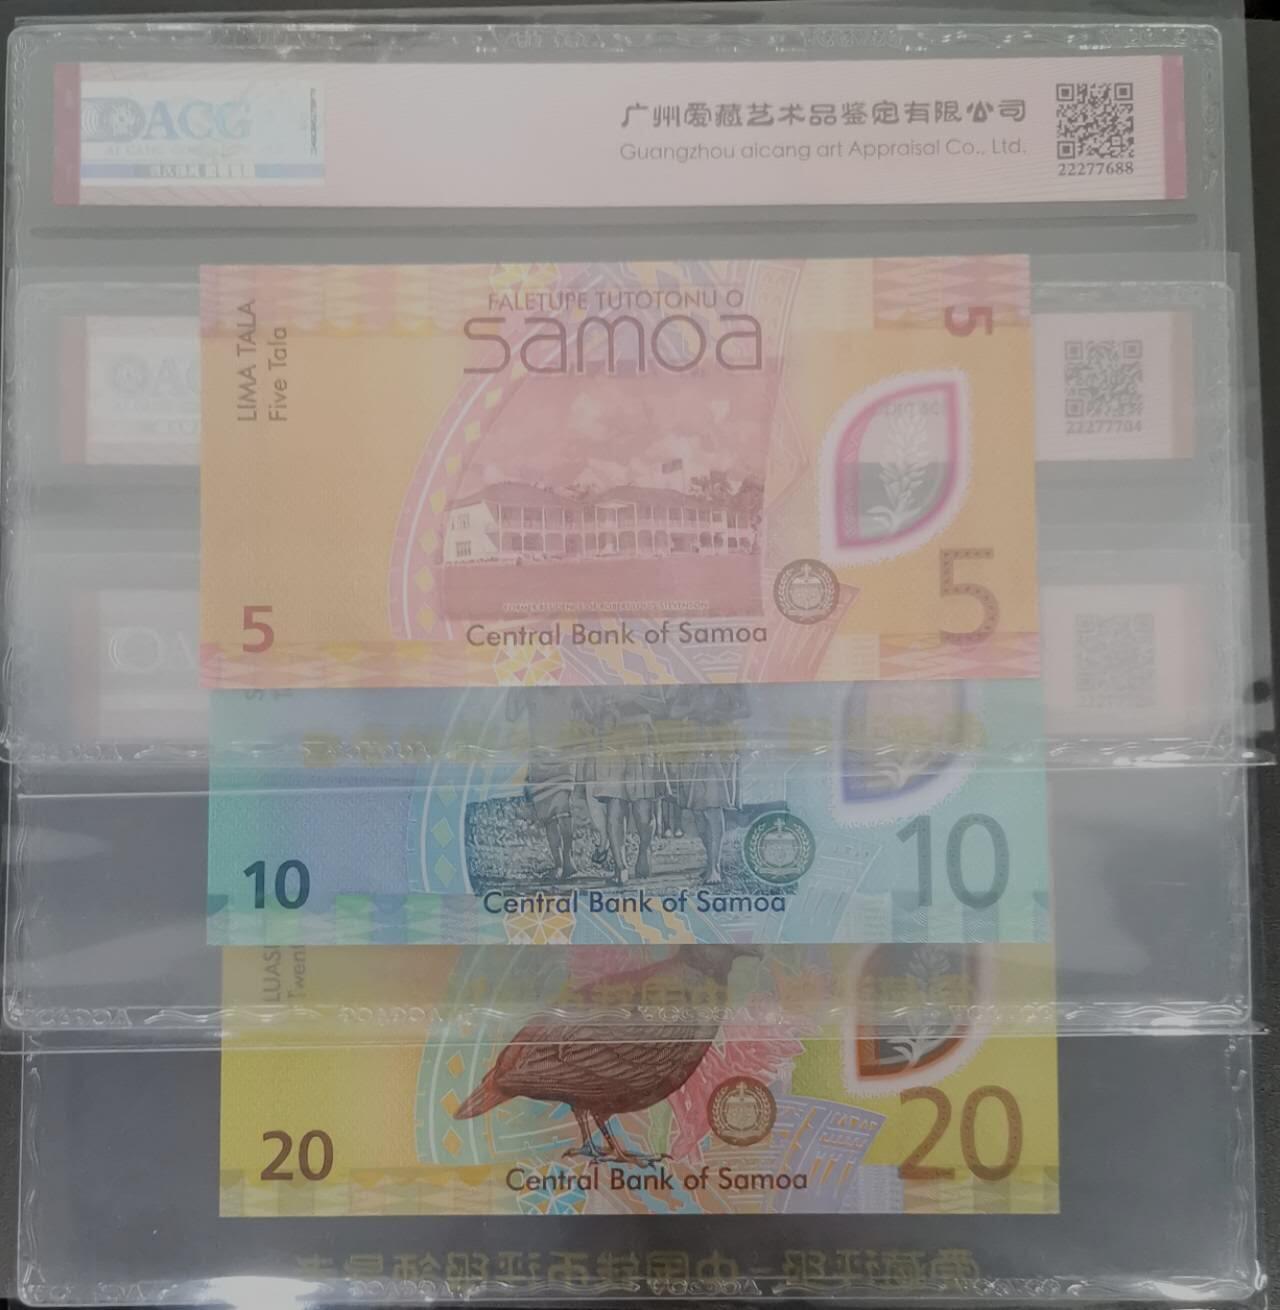 ACG
广州爱藏艺术品鉴定有限公司
Guangzhou aicang art Appraisal Co., Ltd.
22277688
FALETUPE TUTOTONU O
samoa
LIMA TALA
Five Tala
5
22277704
5
5
Central Bank of Samoa
10
10
Central Bank of Samoa
LUASI
Twen
20
20
Central Bank of Samoa